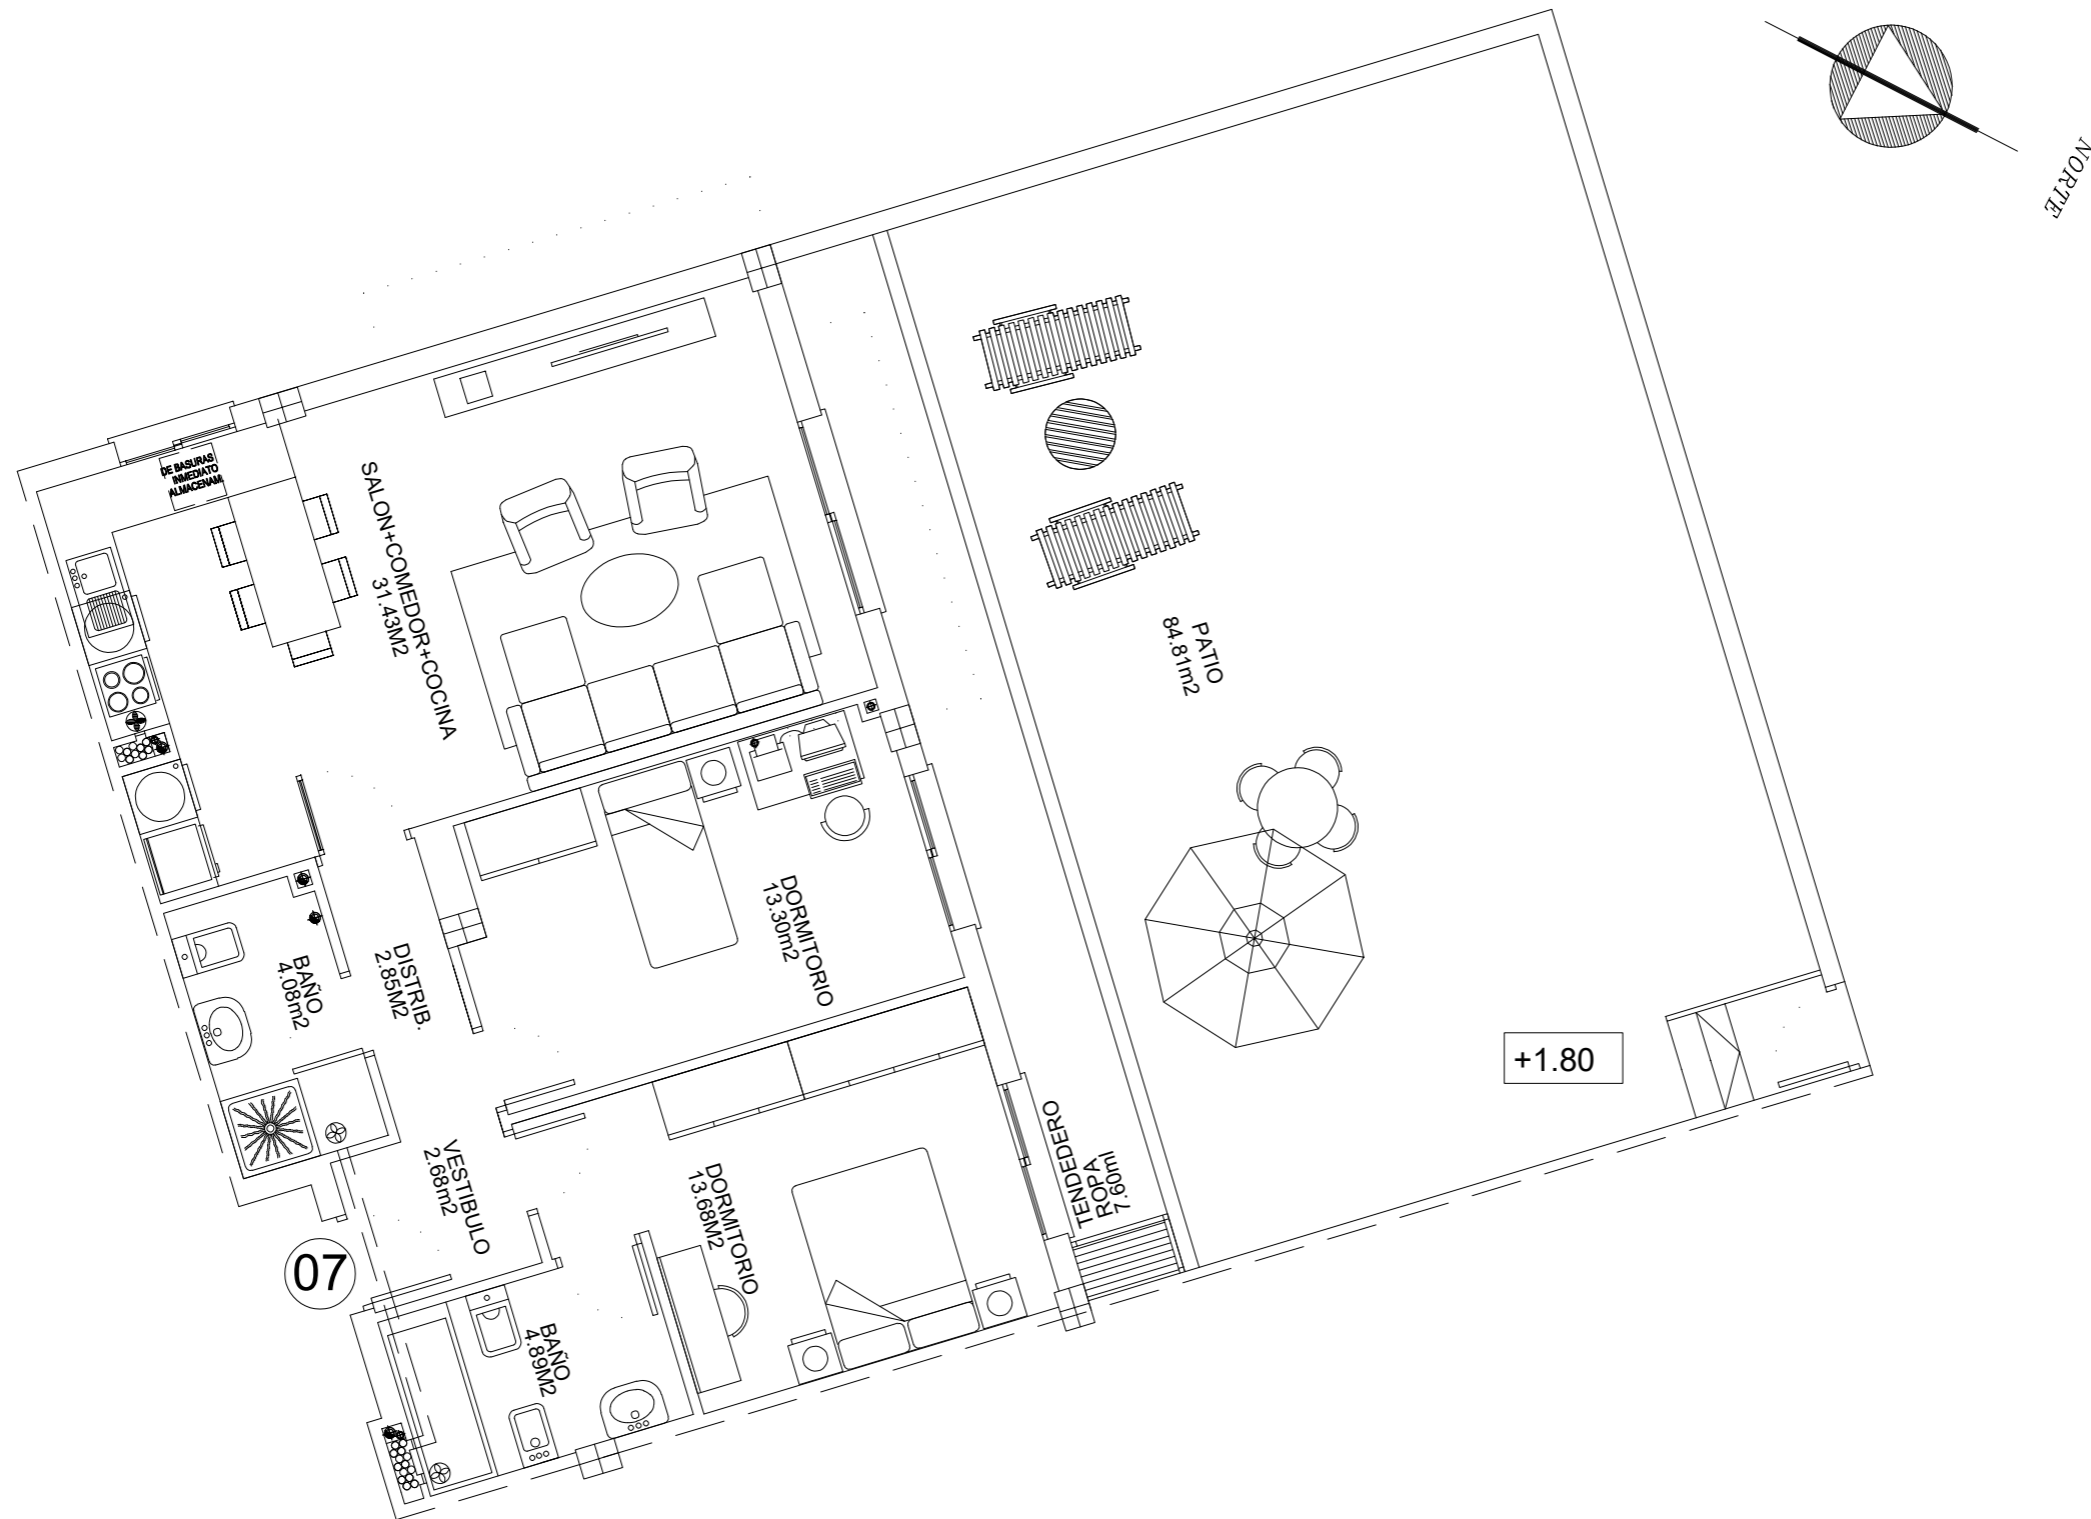 NORTE
DE BASURAS
INMEDIATO
ALMACENAM.
SALON+COMEDOR+COCINA
31.43M2
PATIO
84.81m2
DORMITORIO
13.30m2
BAÑO
4.08m2
DISTRIB.
2.85M2
+1.80
VESTIBULO
2.68m2
DORMITORIO
13.68M2
TENDEDERO
ROPA
7.60ml
07
BAÑO
4.89M2